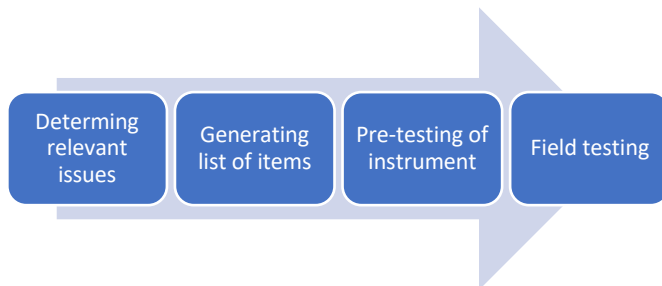 Determing
relevant
issues
Generating
list of items
Pre-testing of
instrument
Field testing